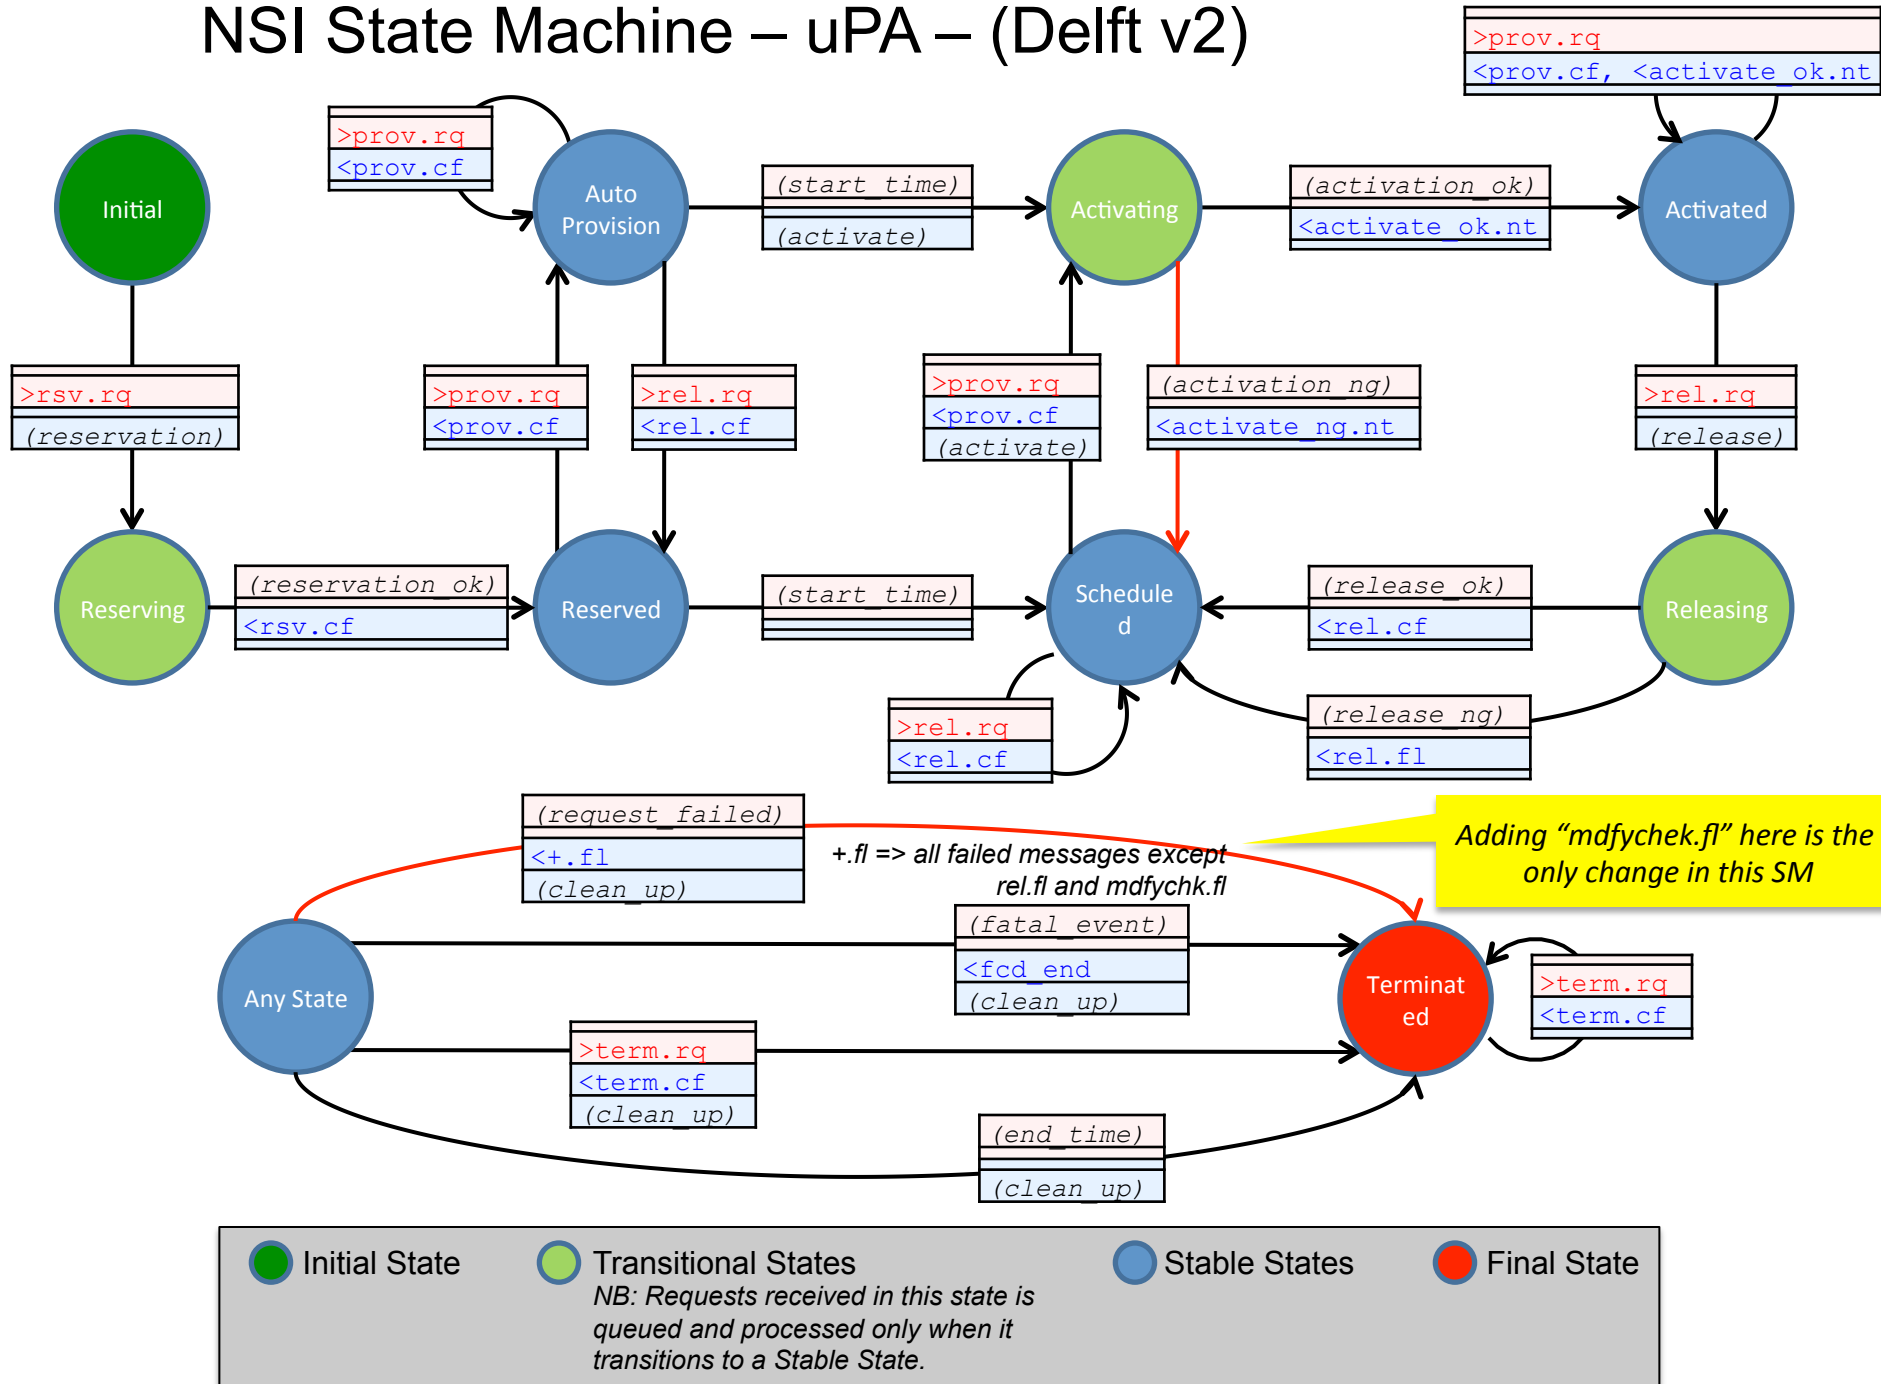 NSI State Machine – uPA – (Delft v2)
>prov.rq
<prov.cf, <activate_ok.nt
>prov.rq
<prov.cf
Initial
Auto
Provision
(start_time)
(activate)
Activating
(activation_ok)
<activate_ok.nt
Activated
>rsv.rq
(reservation)
>prov.rq
<prov.cf
>rel.rq
<rel.cf
>prov.rq
<prov.cf
(activate)
(activation_ng)
<activate_ng.nt
>rel.rq
(release)
Reserving
(reservation_ok)
<rsv.cf
Reserved
(start_time)
Schedule
d
(release_ok)
<rel.cf
Releasing
>rel.rq
<rel.cf
(release_ng)
<rel.fl
(request_failed)
<+.fl
(clean_up)
+.fl => all failed messages except
rel.fl and mdfychk.fl
Adding “mdfychek.fl” here is the
only change in this SM
Any State
(fatal_event)
<fcd_end
(clean_up)
Terminat
ed
>term.rq
<term.cf
>term.rq
<term.cf
(clean_up)
(end_time)
(clean_up)
Initial State
Transitional States
NB: Requests received in this state is
queued and processed only when it
transitions to a Stable State.
Stable States
Final State